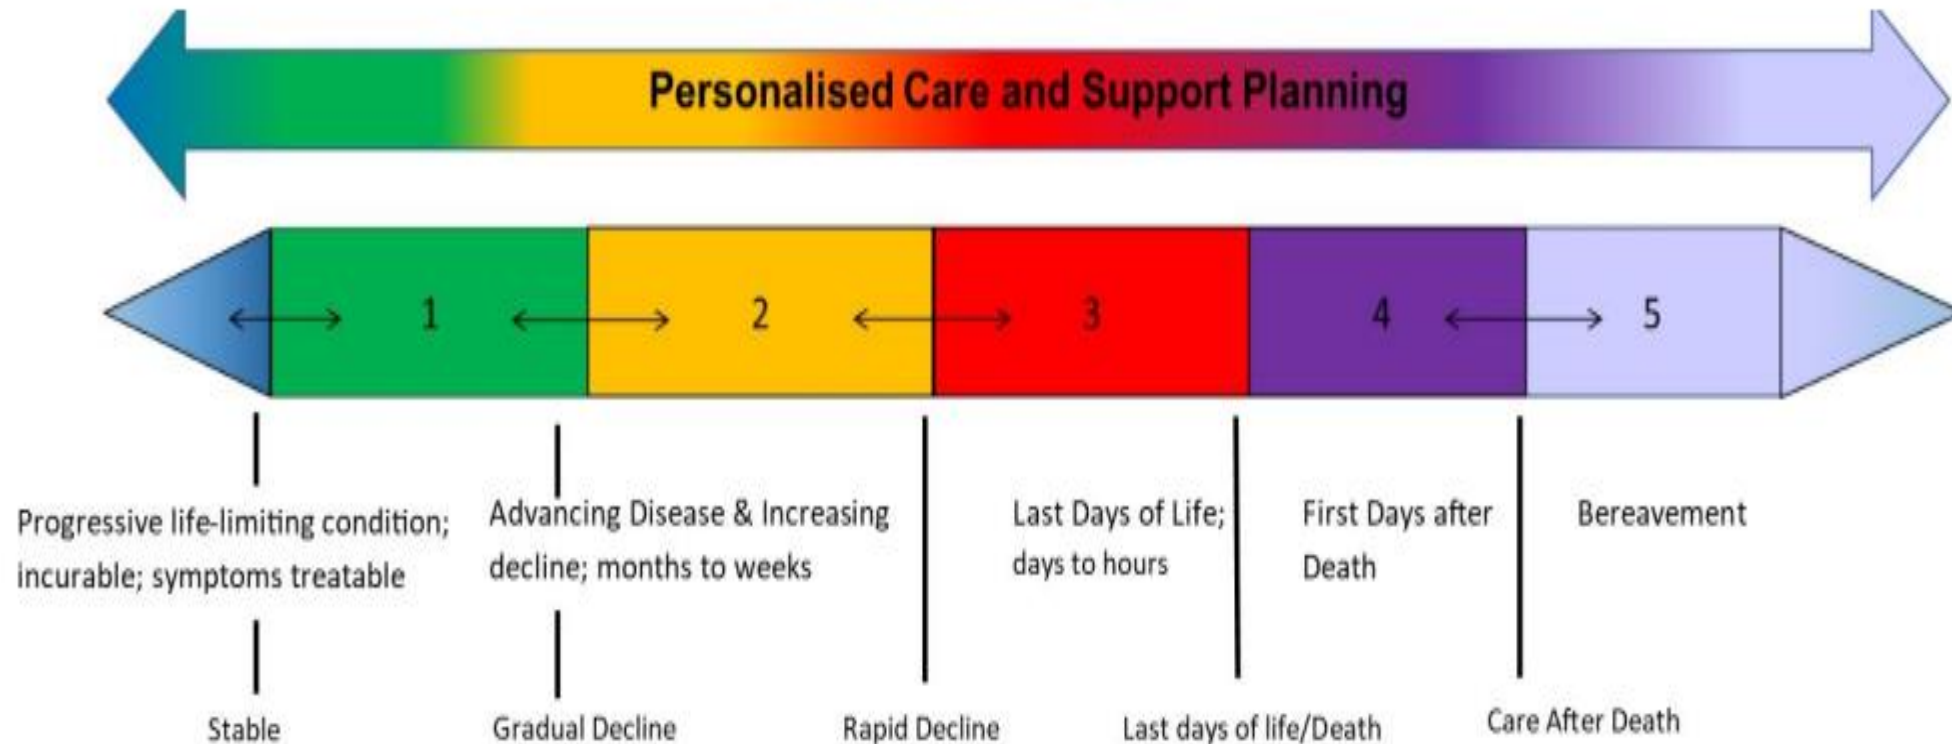 Personalised Care and Support Planning
1 2 3 4 5
Progressive life-limiting condition;
incurable; symptoms treatable
Advancing Disease & Increasing
decline; months to weeks
Last Days of Life;
days to hours
First Days after
Death
Bereavement
Stable
Gradual Decline
Rapid Decline
Last days of life/Death
Care After Death